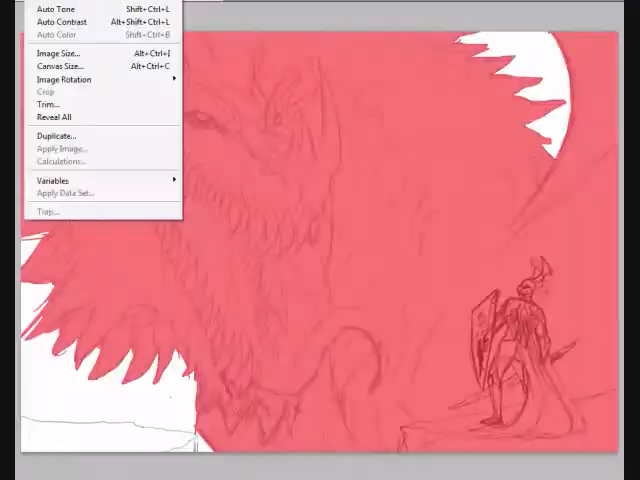 Auto Tone Shift+Ctrl+L
Auto Contrast Alt+Shift+Ctrl+L
Auto Color Shift+Ctrl+B
Image Size... Alt+Ctrl+I
Canvas Size... Alt+Ctrl+C
Image Rotation
Crop
Trim...
Reveal All
Duplicate...
Apply Image...
Calculations...
Variables
Apply Data Set...
Trap...